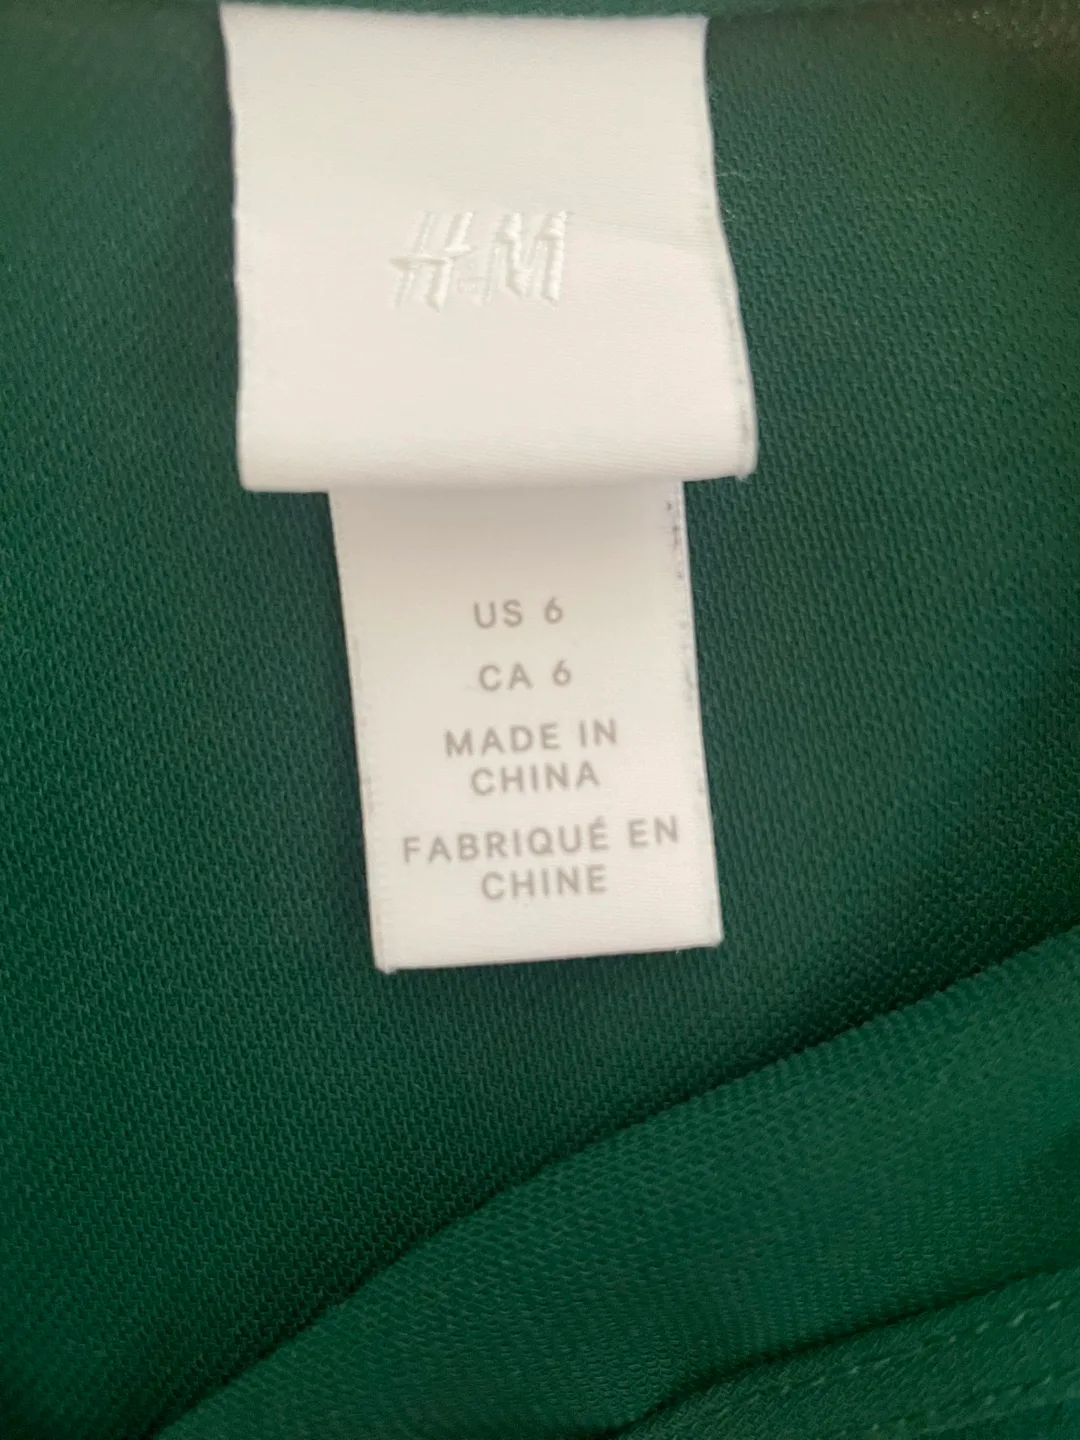 H&M
US 6
CA 6
MADE IN
CHINA
FABRIQUÉ EN
CHINE